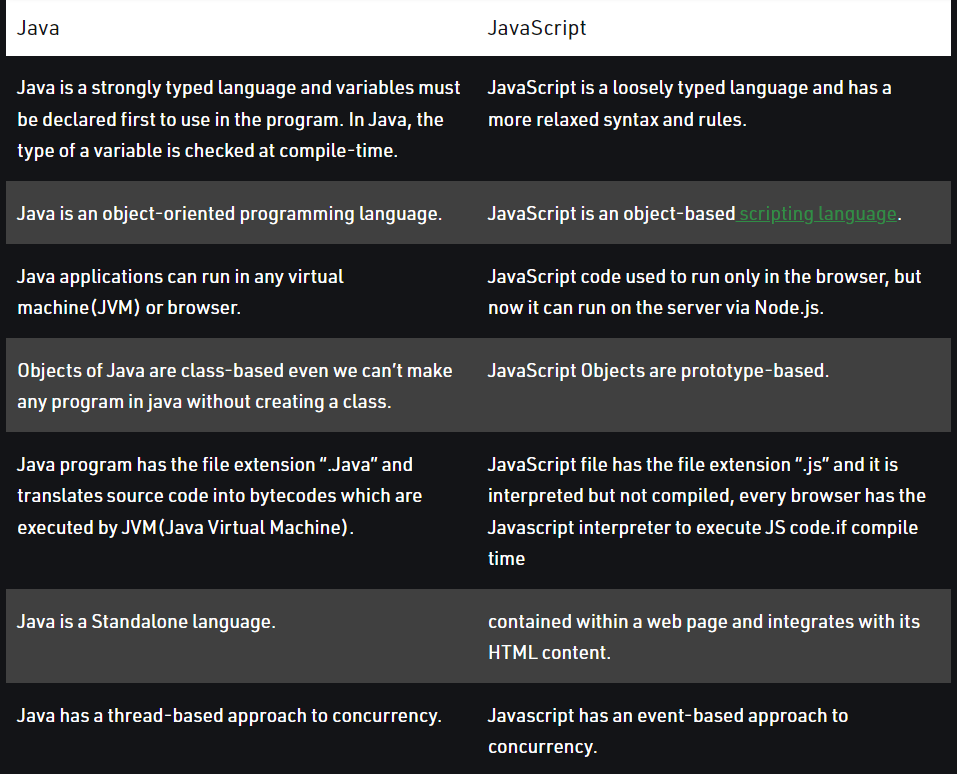 Java
JavaScript
Java is a strongly typed language and variables must
be declared first to use in the program. In Java, the
type of a variable is checked at compile-time.
JavaScript is a loosely typed language and has a
more relaxed syntax and rules.
Java is an object-oriented programming language.
JavaScript is an object-based scripting language.
Java applications can run in any virtual
machine(JVM) or browser.
JavaScript code used to run only in the browser, but
now it can run on the server via Node.js.
Objects of Java are class-based even we can’t make
any program in java without creating a class.
JavaScript Objects are prototype-based.
Java program has the file extension “.Java” and
translates source code into bytecodes which are
executed by JVM(Java Virtual Machine).
JavaScript file has the file extension “.js” and it is
interpreted but not compiled, every browser has the
Javascript interpreter to execute JS code.if compile
time
Java is a Standalone language.
contained within a web page and integrates with its
HTML content.
Java has a thread-based approach to concurrency.
Javascript has an event-based approach to
concurrency.